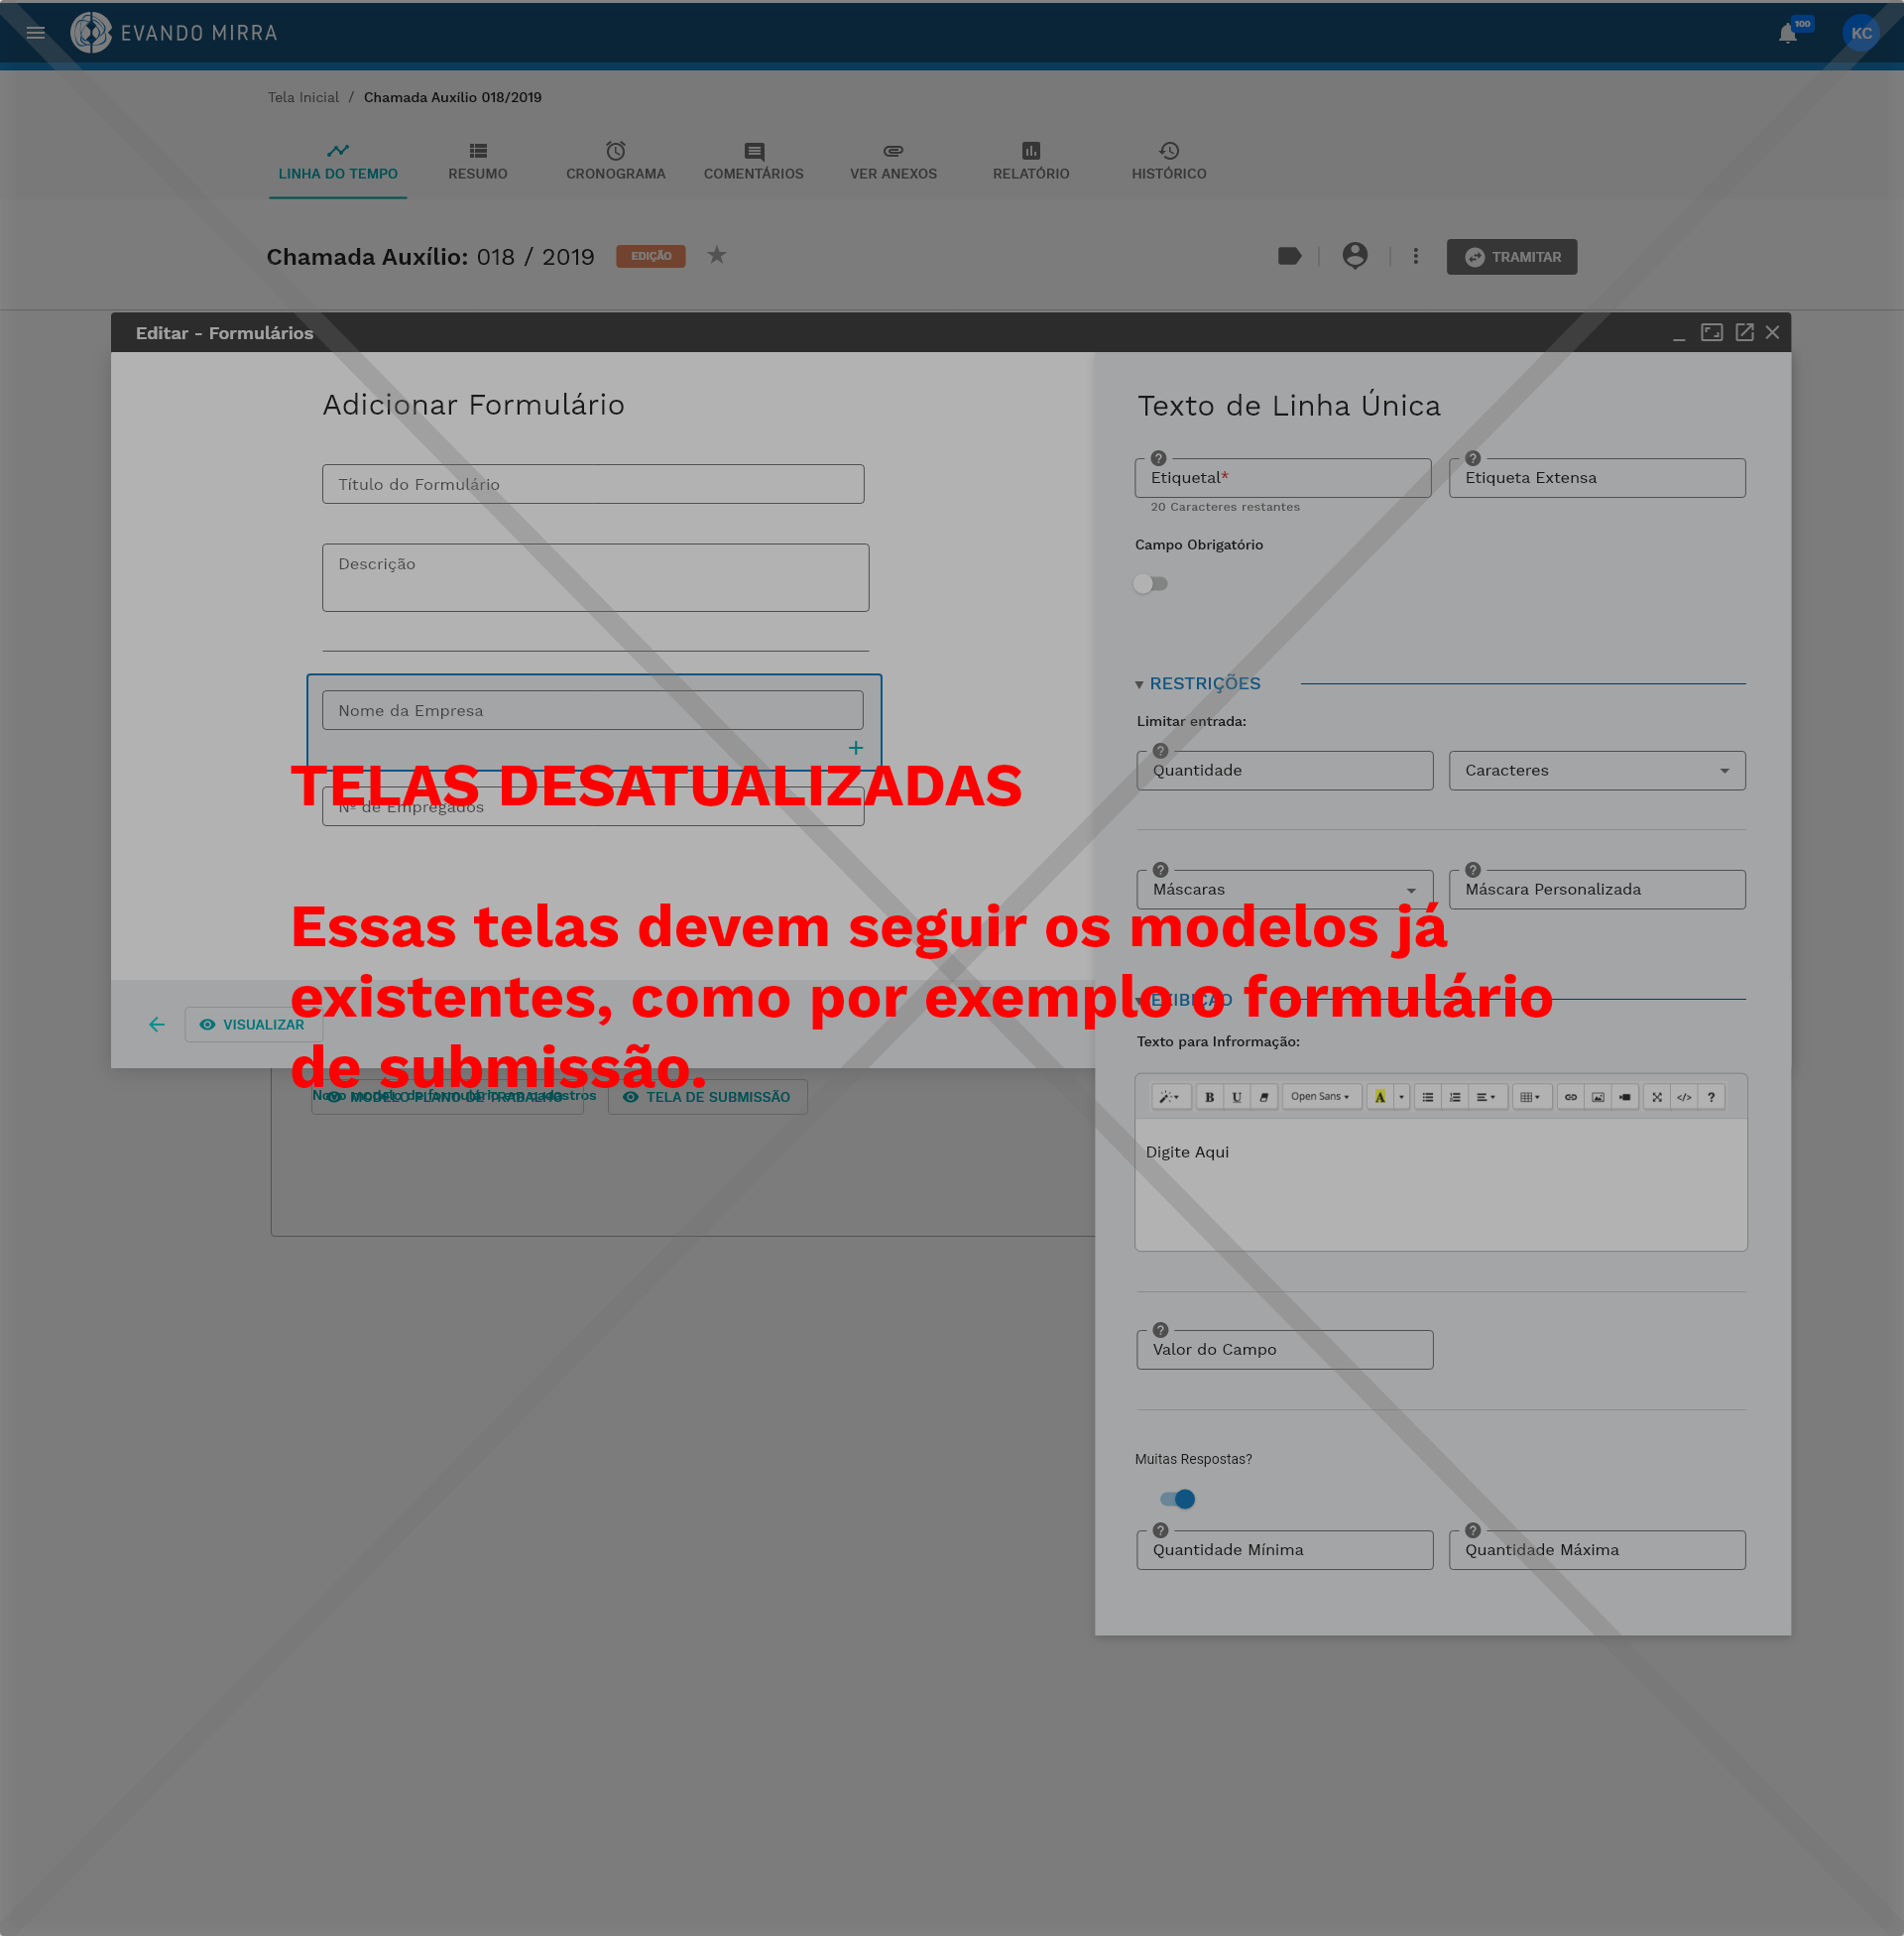 EVANDO MIRRA
100
KC
Tela Inicial / Chamada Auxílio 018/2019
LINHA DO TEMPO
RESUMO
CRONOGRAMA
COMENTÁRIOS
VER ANEXOS
RELATÓRIO
HISTÓRICO
Chamada Auxílio: 018 / 2019
EDIÇÃO
TRAMITAR
Editar - Formulários
Adicionar Formulário
Título do Formulário
Descrição
Nome da Empresa
+
Nº de Empregados
TELAS DESATUALIZADAS
Essas telas devem seguir os modelos já
existentes, como por exemplo o formulário
de submissão.
VISUALIZAR
Novo modelo de formulário em cadastros
MODELO PLANO DE TRABALHO
TELA DE SUBMISSÃO
Texto de Linha Única
Etiquetal*
Etiqueta Extensa
20 Caracteres restantes
Campo Obrigatório
RESTRIÇÕES
Limitar entrada:
Quantidade
Caracteres
Máscaras
Máscara Personalizada
EXIBIÇÃO
Texto para Infrormação:
B U Open Sans A </> ?
Digite Aqui
Valor do Campo
Muitas Respostas?
Quantidade Mínima
Quantidade Máxima